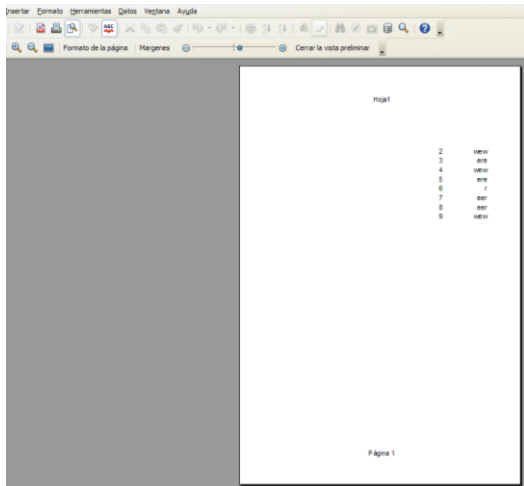 Insertar Formato Herramientas Datos Ventana Ayuda
ABC
Formato de la página Margenes Cerrar la vista preliminar
Hoja1
2 wew
3 ere
4 wew
5 ere
6 r
7 eer
8 eer
9 wew
Página 1